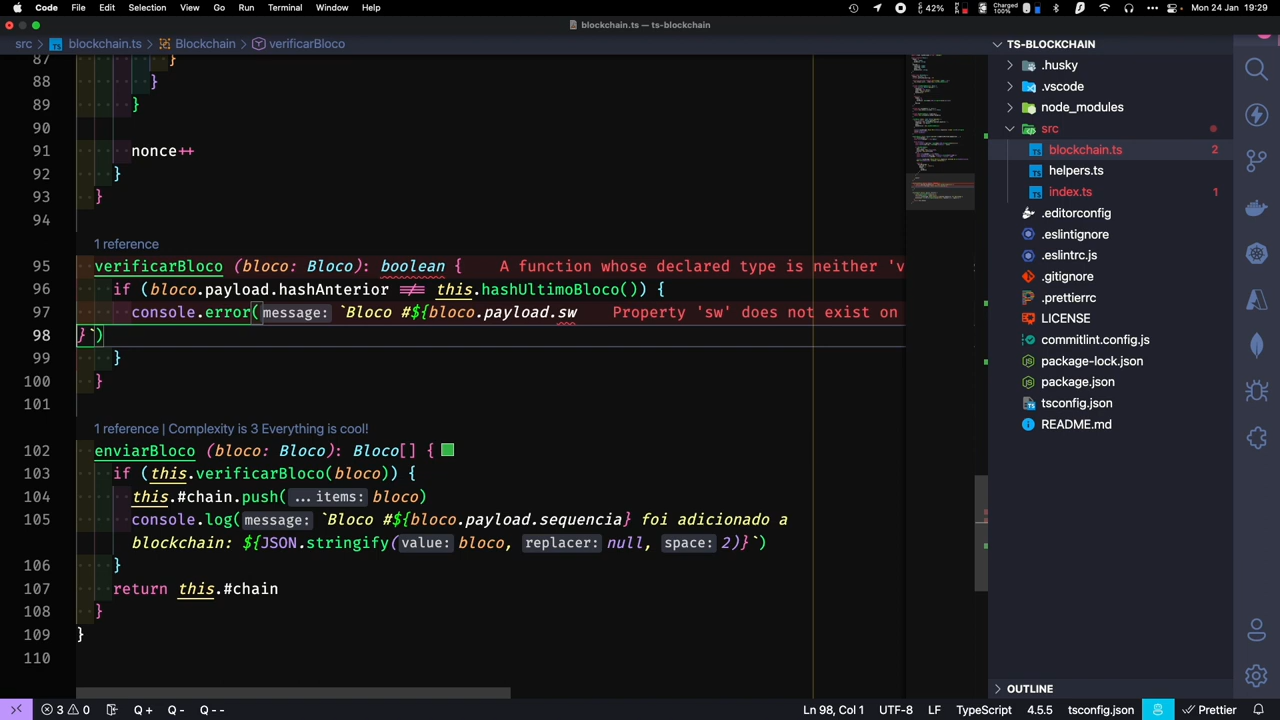 Code File Edit Selection View Go Run Terminal Window Help 42% Charged 100% Mon 24 Jan 19:29
blockchain.ts — ts-blockchain
src > TS blockchain.ts > Blockchain > verificarBloco
87 }
88 }
89 }
90
91 nonce++
92 }
93 }
94
1 reference
95 verificarBloco (bloco: Bloco): boolean { A function whose declared type is neither 'v
96 if (bloco.payload.hashAnterior !== this.hashUltimoBloco()) {
97 console.error(message: `Bloco #${bloco.payload.sw Property 'sw' does not exist on
98 }`)
99 }
100 }
101
1 reference | Complexity is 3 Everything is cool!
102 enviarBloco (bloco: Bloco): Bloco[] {
103 if (this.verificarBloco(bloco)) {
104 this.#chain.push(...items: bloco)
105 console.log(message: `Bloco #${bloco.payload.sequencia} foi adicionado a
blockchain: ${JSON.stringify(value: bloco, replacer: null, space: 2)}`)
106 }
107 return this.#chain
108 }
109 }
110
TS-BLOCKCHAIN
.husky
.vscode
node_modules
src
TS blockchain.ts 2
TS helpers.ts
TS index.ts 1
.editorconfig
.eslintignore
.eslintrc.js
.gitignore
.prettierrc
LICENSE
commitlint.config.js
package-lock.json
package.json
tsconfig.json
README.md
OUTLINE
3 0 Q+ Q- Q-- Ln 98, Col 1 UTF-8 LF TypeScript 4.5.5 tsconfig.json Prettier